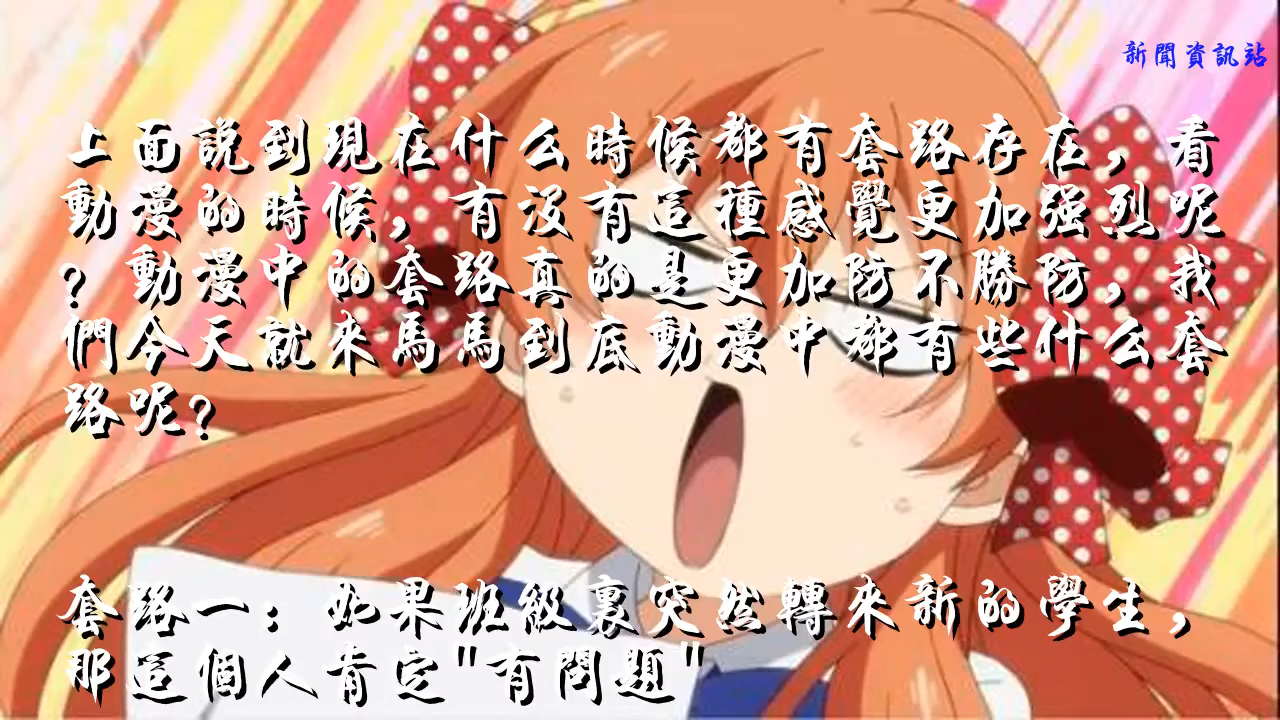 新聞資訊站
上面說到現在什么時候都有套路存在，看
動漫的時候，有沒有這種感覺更加强烈呢
？動漫中的套路真的是更加防不勝防，我
們今天就來馬馬到底動漫中都有些什么套
路呢？
套路一：如果班級裏突然轉來新的學生，
那這個人肯定"有問題"